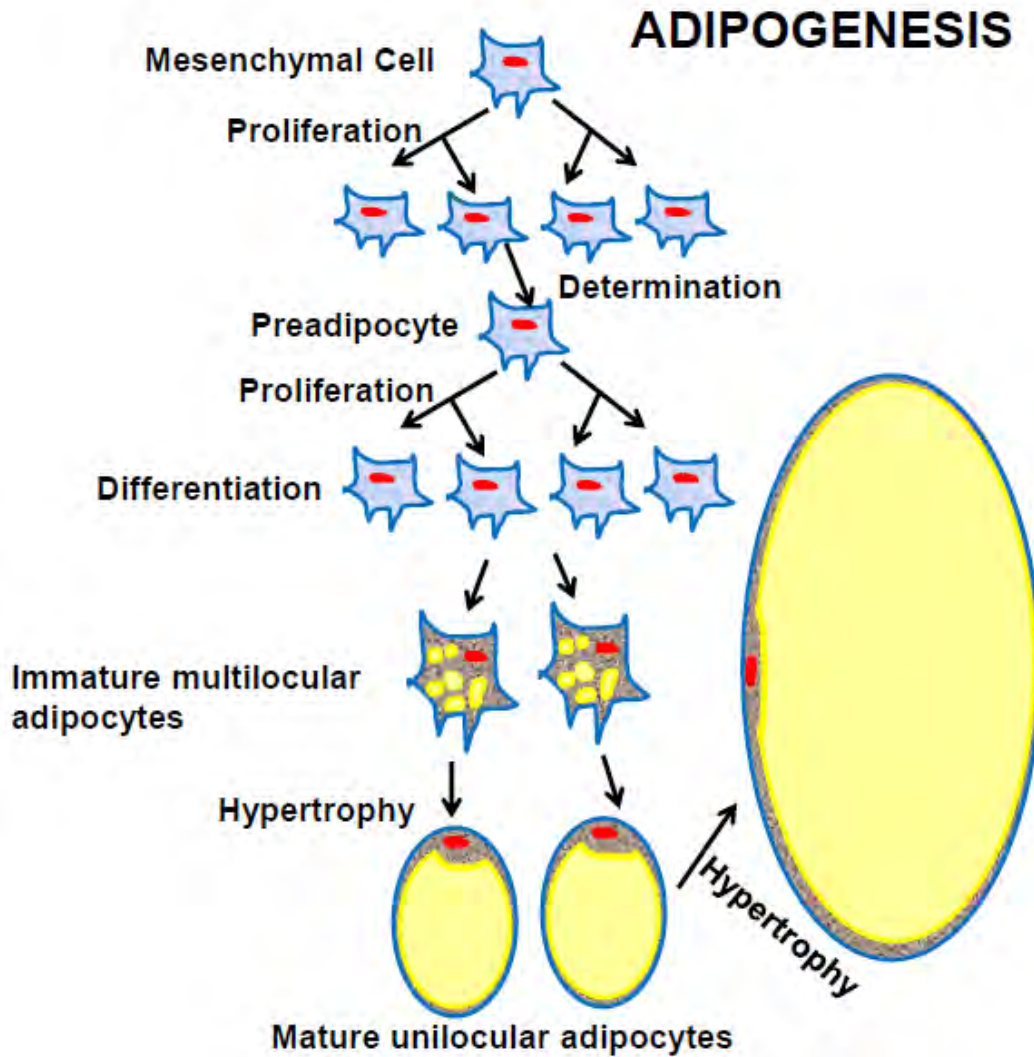 ADIPOGENESIS
Mesenchymal Cell
Proliferation
Determination
Preadipocyte
Proliferation
Differentiation
Immature multilocular
adipocytes
Hypertrophy
Hypertrophy
Mature unilocular adipocytes